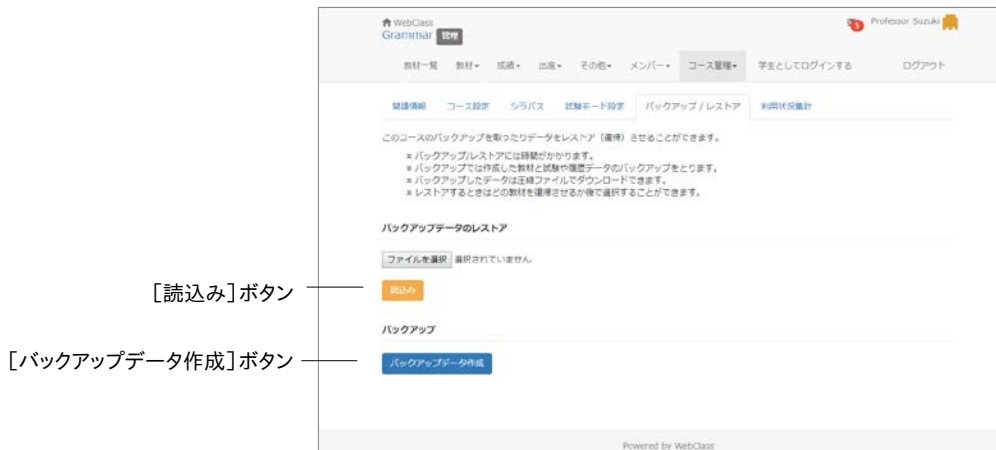 WebClass
Grammar 管理
5 Professor Suzuki
教材一覧 教材 成績 出席 その他 メンバー コース管理 学生としてログインする ログアウト
コース設定 シラバス 試験モード設定 バックアップ / レストア 利用状況集計
このコースのバックアップを取ったりデータをレストア（復帰）させることができます。
※ バックアップ/レストアには時間がかかります。
※ バックアップでは作成した教材と試験や履歴データのバックアップをとります。
※ バックアップしたデータは圧縮ファイルでダウンロードできます。
※ レストアするときはどの教材を復帰させるか後で選択することができます。
バックアップデータのレストア
ファイルを選択 選択されていません
[読込み]ボタン
読込み
バックアップ
[バックアップデータ作成]ボタン
バックアップデータ作成
Powered by WebClass